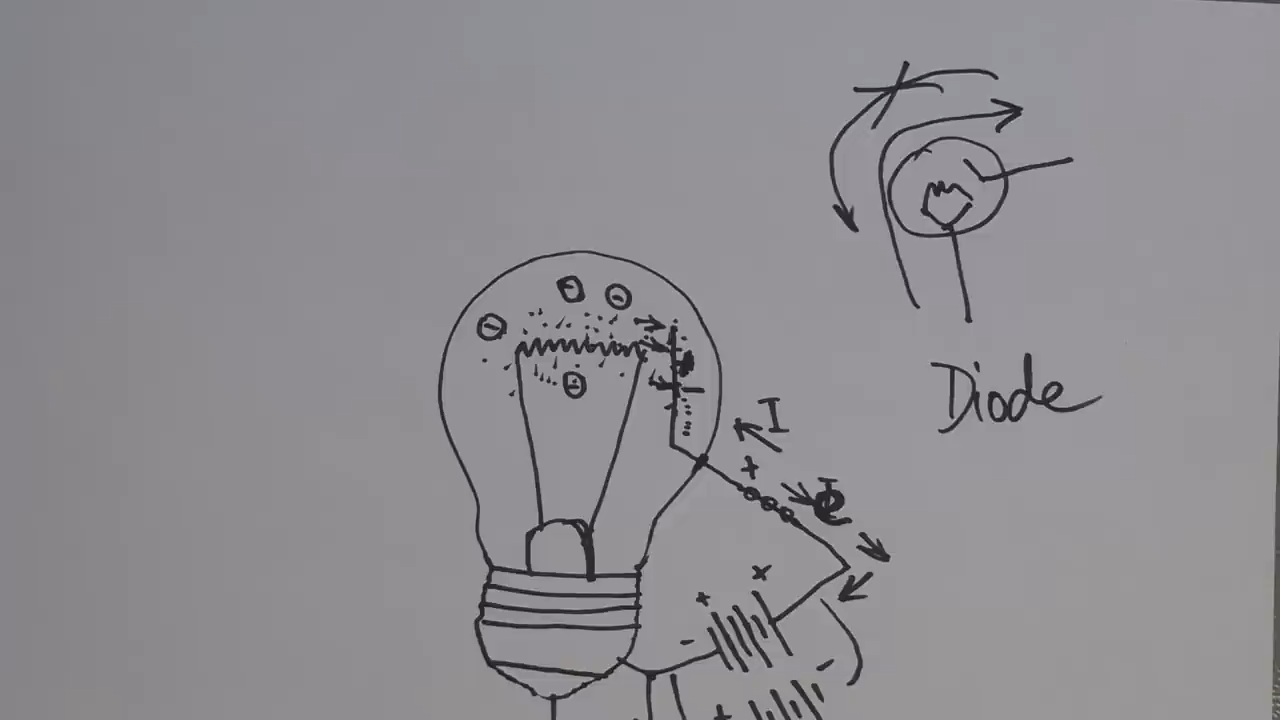 Diode
I
+
+
-
-
+